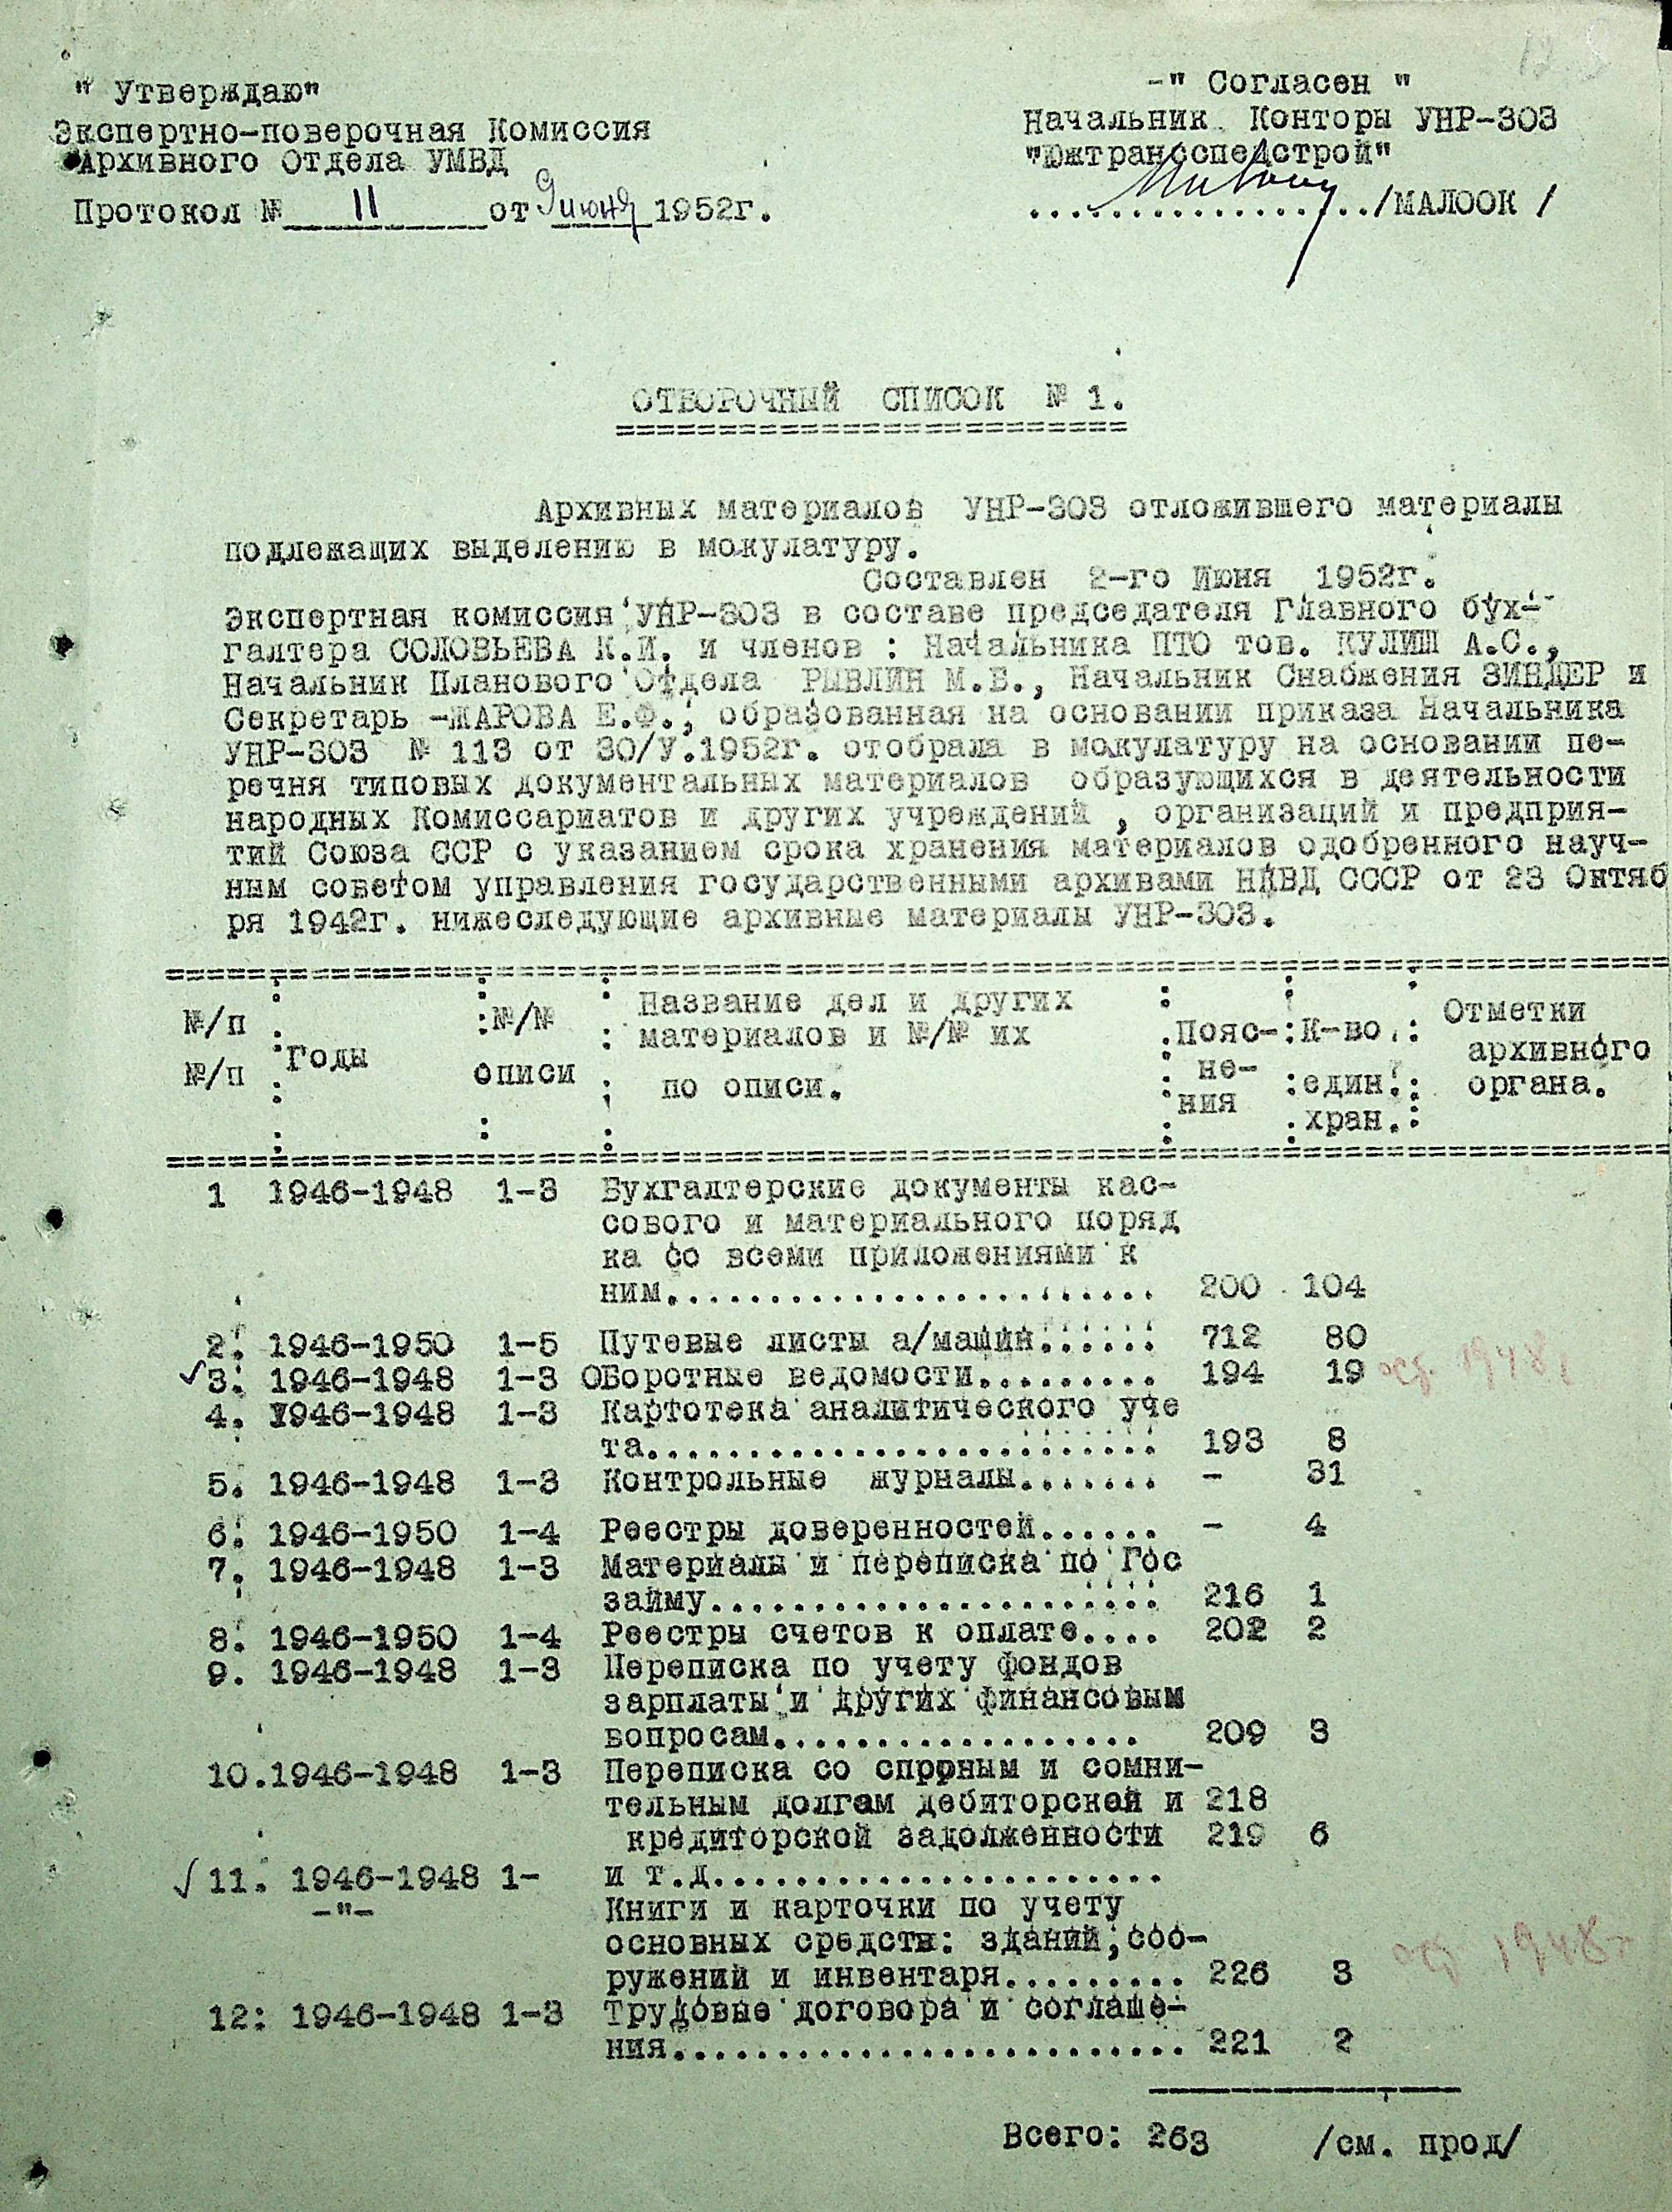 " Утверждаю"
Экспертно-поверочная Комиссия
Архивного Отдела УМВД
Протокол № 11 от 9 июня 1952г.
-" Согласен "
Начальник Конторы УНР-303
"Южтрансспецстрой"
................./МАЛООК /
ОТБОРОЧНЫЙ СПИСОК № 1.
=========================
Архивных материалов УНР-303 отложившего материалы
подлежащих выделению в мокулатуру.
Составлен 2-го Июня 1952г.
Экспертная комиссия УНР-303 в составе председателя Главного бух-
галтера СОЛОВЬЕВА К.И. и членов : Начальника ПТО тов. КУЛИШ А.С.,
Начальник Планового Отдела РЫВЛИН М.Б., Начальник Снабжения ЗИНДЕР и
Секретарь -ЖАРОВА Е.Ф., образованная на основании приказа Начальника
УНР-303 № 113 от 30/У.1952г. отобрала в мокулатуру на основании пе-
речня типовых документальных материалов образующихся в деятельности
народных Комиссариатов и других учреждений , организаций и предприя-
тий Союза ССР с указанием срока хранения материалов одобренного науч-
ным советом управления государственными архивами НКВД СССР от 23 Октяб
ря 1942г. нижеследующие архивные материалы УНР-303.
№/п № /п : Годы : №/№ описи : Название дел и других материалов и №/№ их по описи. : Пояс-не-ния : К-во един. хран. : Отметки архивного органа.
1 1946-1948 1-3 Бухгалтерские документы кас-
сового и материального поряд
ка со всеми приложениями к
ним........................ 200 104
2. 1946-1950 1-5 Путевые листы а/машин...... 712 80
√3. 1946-1948 1-3 ОБоротные ведомости......... 194 19 ост. 1948г
4. 1946-1948 1-3 Картотека аналитического уче
та......................... 193 8
5. 1946-1948 1-3 Контрольные журналы....... - 31
6. 1946-1950 1-4 Реестры доверенностей...... - 4
7. 1946-1948 1-3 Материалы и переписка по Гос
займу...................... 216 1
8. 1946-1950 1-4 Реестры счетов к оплате.... 202 2
9. 1946-1948 1-3 Переписка по учету фондов
зарплаты и других финансовым
вопросам.................. 209 3
10. 1946-1948 1-3 Переписка со спррным и сомни-
тельным долгам дебиторской и 218
кредиторской задолженности 219 6
√ 11. 1946-1948 1- и т.д......................
-"-
Книги и карточки по учету
основных средств: зданий, соо-
ружений и инвентаря......... 226 3 ост. 1948г
12: 1946-1948 1-3 Трудовые договора и соглаше-
ния......................... 221 2
Всего: 263 /см. прод/